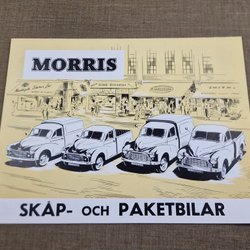 MORRIS
SKÅP- OCH PAKETBILAR